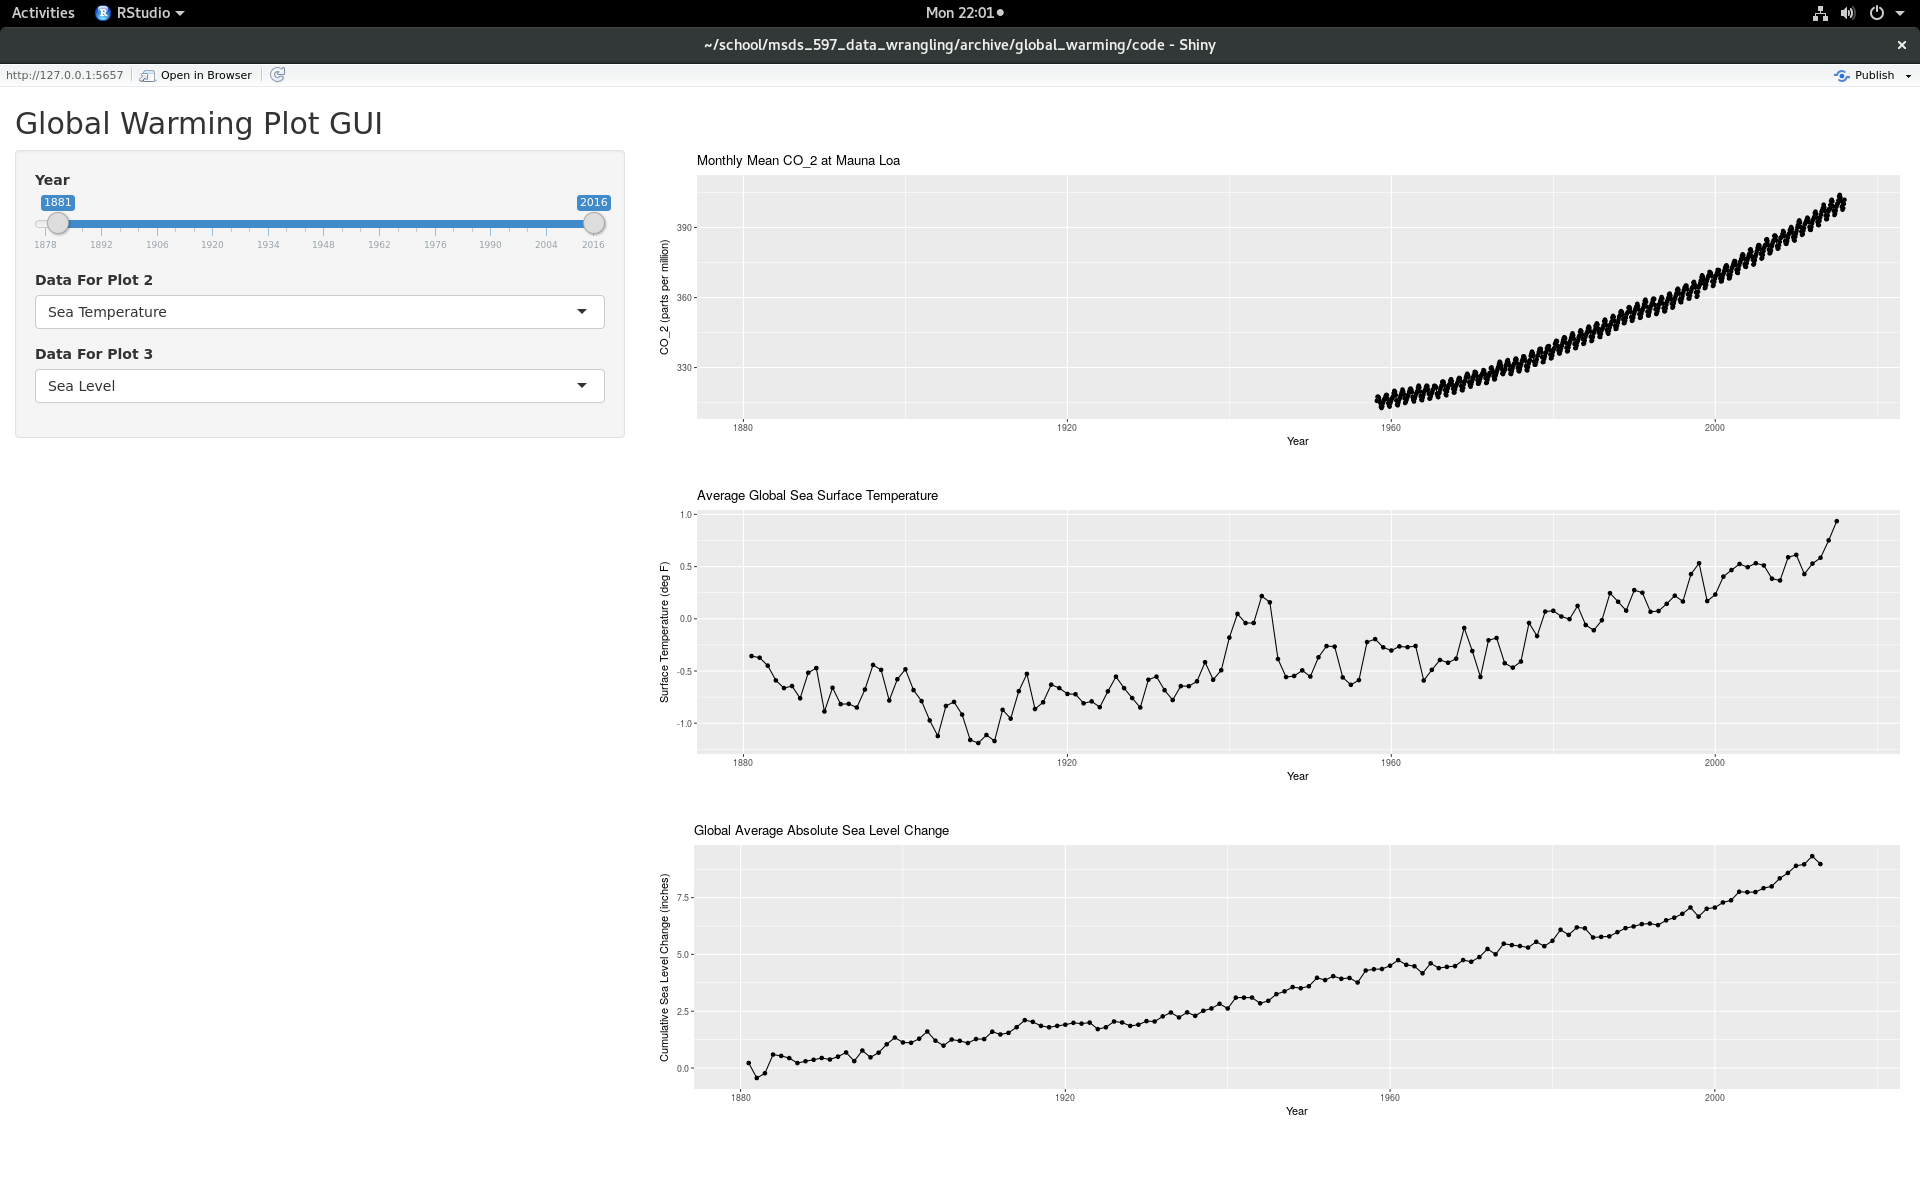 Activities RStudio Mon 22:01
~/school/msds_597_data_wrangling/archive/global_warming/code - Shiny
http://127.0.0.1:5657 Open in Browser Publish
Global Warming Plot GUI
Year
1881 2016
1878 1892 1906 1920 1934 1948 1962 1976 1990 2004 2016
Data For Plot 2
Sea Temperature
Data For Plot 3
Sea Level
Monthly Mean CO_2 at Mauna Loa
CO_2 (parts per million)
390
360
330
1880 1920 1960 2000
Year
Average Global Sea Surface Temperature
Surface Temperature (deg F)
1.0
0.5
0.0
-0.5
-1.0
1880 1920 1960 2000
Year
Global Average Absolute Sea Level Change
Cumulative Sea Level Change (inches)
7.5
5.0
2.5
0.0
1880 1920 1960 2000
Year